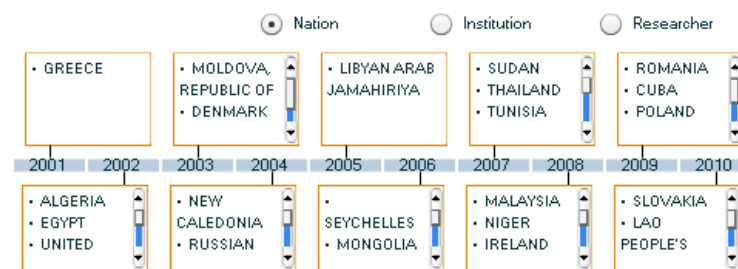 Nation Institution Researcher
• GREECE
• MOLDOVA,
REPUBLIC OF
• DENMARK
• LIBYAN ARAB
JAMAHIRIYA
• SUDAN
• THAILAND
• TUNISIA
• ROMANIA
• CUBA
• POLAND
2001 2002 2003 2004 2005 2006 2007 2008 2009 2010
• ALGERIA
• EGYPT
• UNITED
• NEW
CALEDONIA
• RUSSIAN
•
SEYCHELLES
• MONGOLIA
• MALAYSIA
• NIGER
• IRELAND
• SLOVAKIA
• LAO
PEOPLE'S